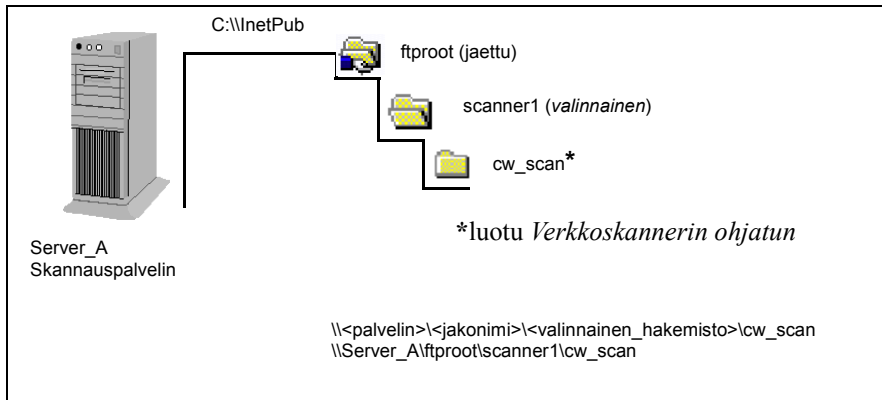 C:\\InetPub
ftproot (jaettu)
scanner1 (valinnainen)
cw_scan*
*luotu Verkkoskannerin ohjatun
Server_A
Skannauspalvelin
\\<palvelin>\<jakonimi>\<valinnainen_hakemisto>\cw_scan
\\Server_A\ftproot\scanner1\cw_scan